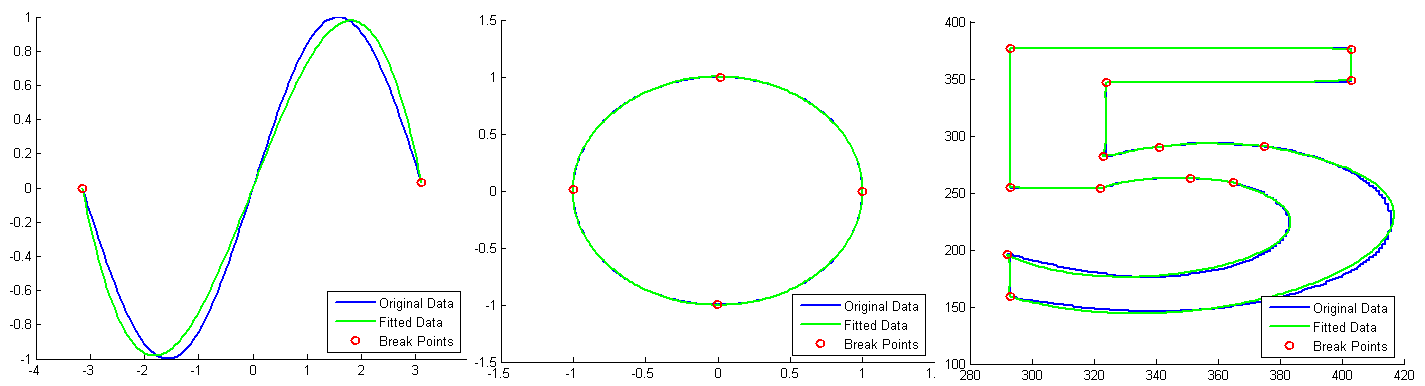 1
0.8
0.6
0.4
0.2
0
-0.2
-0.4
-0.6
-0.8
-1
-4 -3 -2 -1 0 1 2 3
Original Data
Fitted Data
Break Points
1.5
1
0.5
0
-0.5
-1
-1.5
-1.5 -1 -0.5 0 0.5 1 1.5
Original Data
Fitted Data
Break Points
400
350
300
250
200
150
100
280 300 320 340 360 380 400 420
Original Data
Fitted Data
Break Points